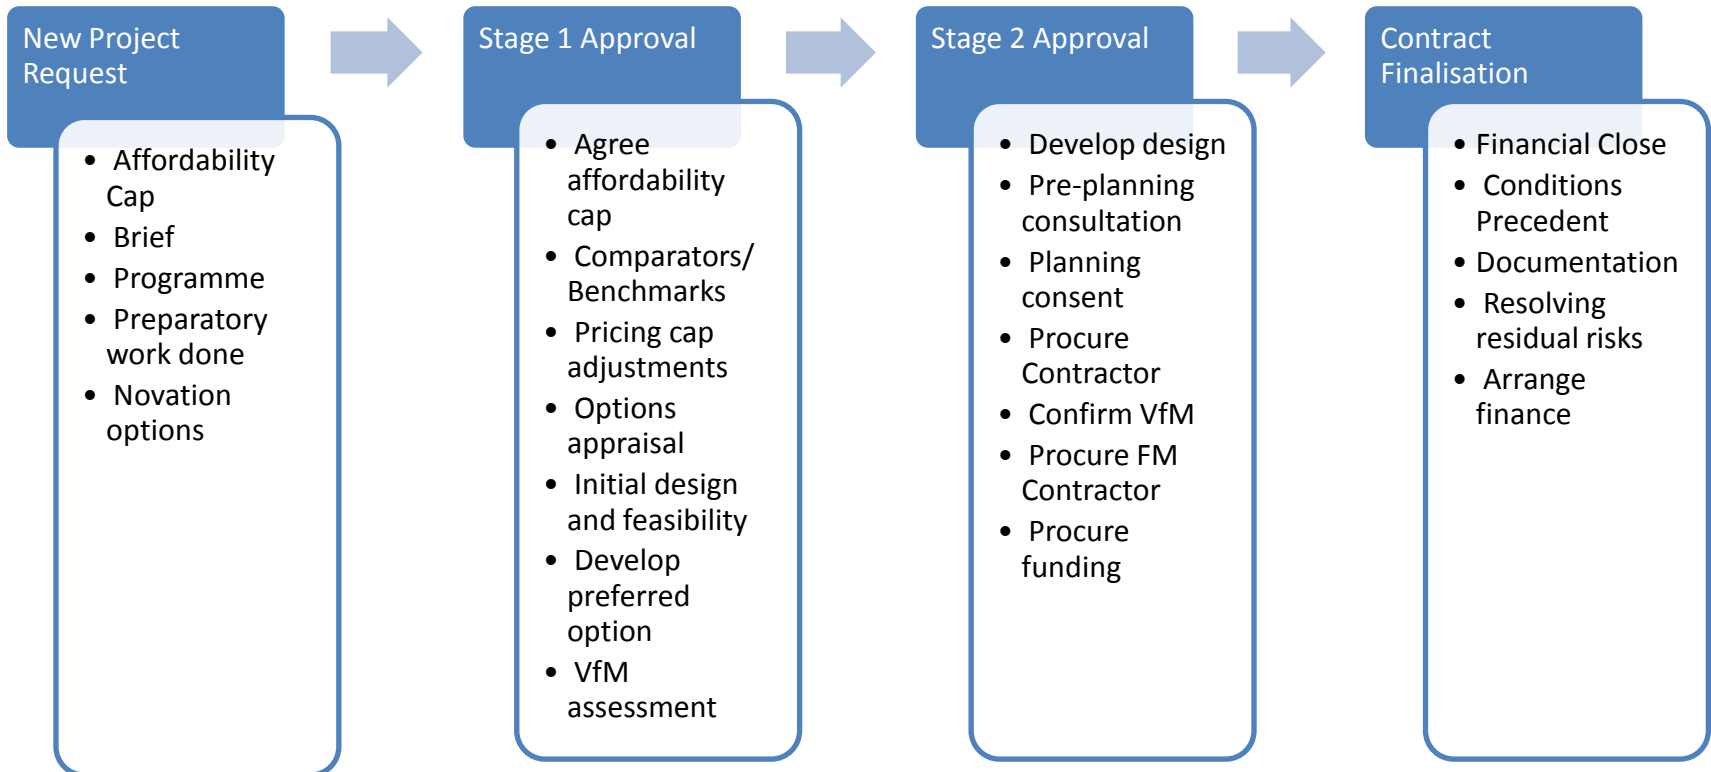 New Project
Request
• Affordability
Cap
• Brief
• Programme
• Preparatory
work done
• Novation
options
Stage 1 Approval
• Agree
affordability
cap
• Comparators/
Benchmarks
• Pricing cap
adjustments
• Options
appraisal
• Initial design
and feasibility
• Develop
preferred
option
• VfM
assessment
Stage 2 Approval
• Develop design
• Pre-planning
consultation
• Planning
consent
• Procure
Contractor
• Confirm VfM
• Procure FM
Contractor
• Procure
funding
Contract
Finalisation
• Financial Close
• Conditions
Precedent
• Documentation
• Resolving
residual risks
• Arrange
finance